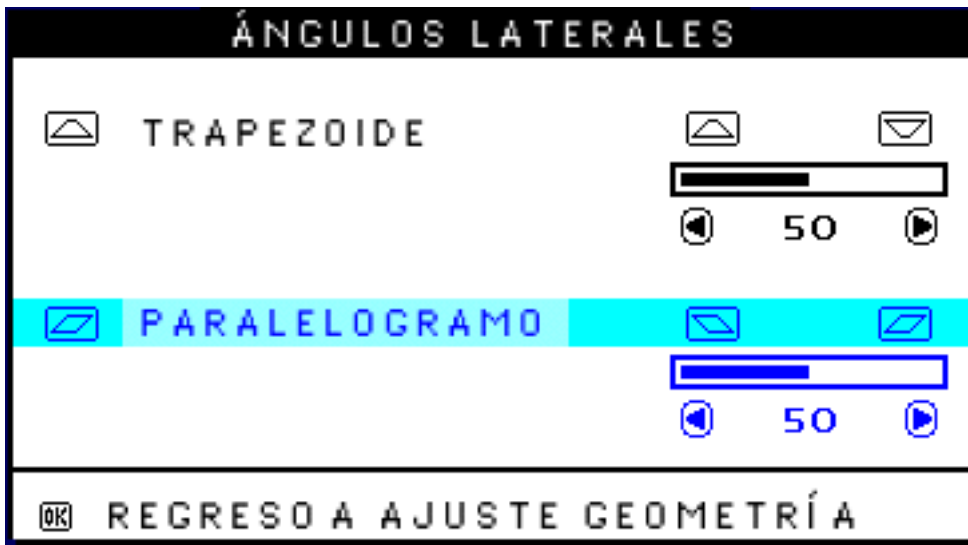 ÁNGULOS LATERALES
TRAPEZOIDE
50
PARALELOGRAMO
50
OK REGRESO A AJUSTE GEOMETRÍA